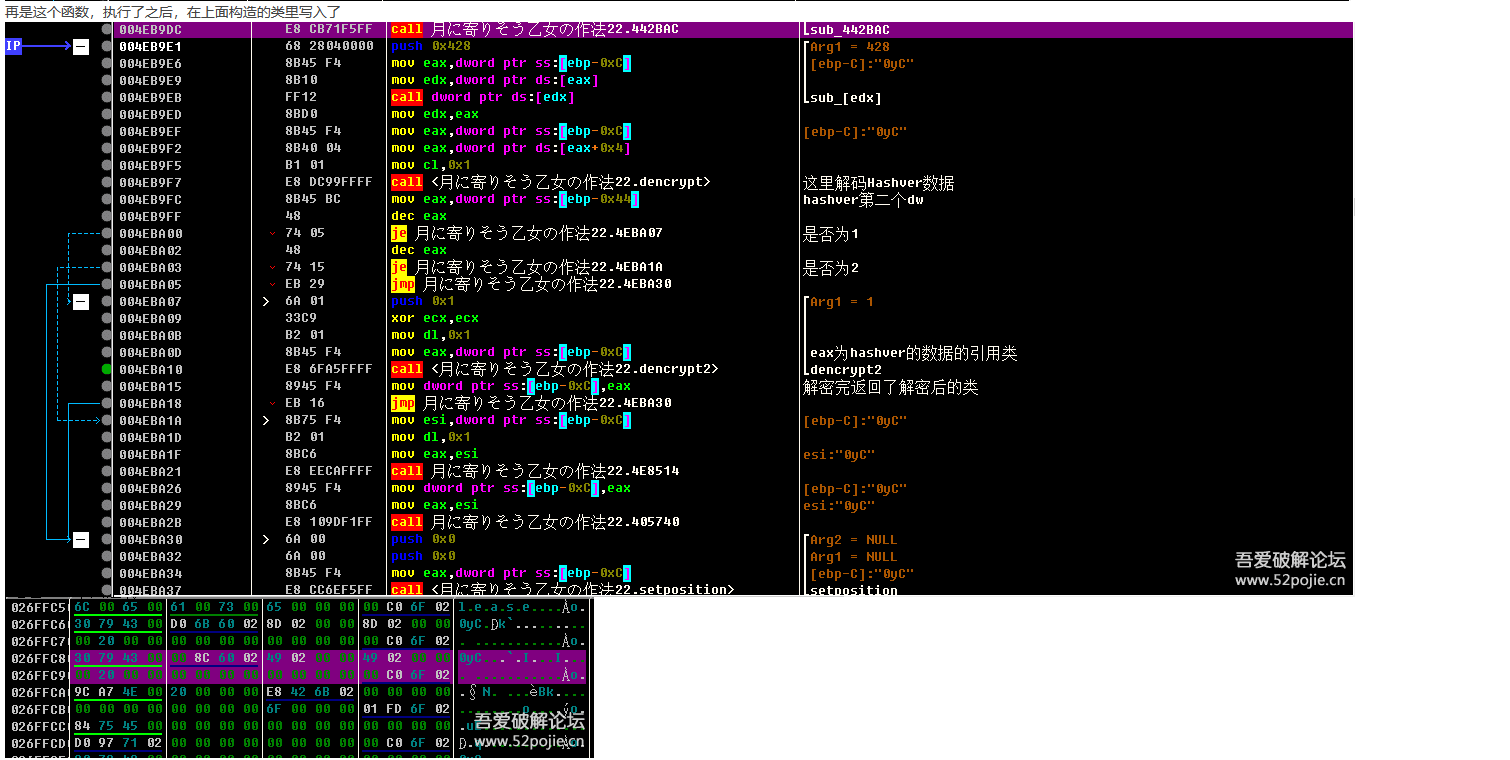 再是这个函数，执行了之后，在上面构造的类里写入了
004EB9DC E8 CB71F5FF call 月に寄りそう乙女の作法22.442BAC sub_442BAC
IP 004EB9E1 68 28040000 push 0x428 Arg1 = 428
004EB9E6 8B45 F4 mov eax,dword ptr ss:[ebp-0xC] [ebp-C]:"0yC"
004EB9E9 8B10 mov edx,dword ptr ds:[eax]
004EB9EB FF12 call dword ptr ds:[edx] sub_[edx]
004EB9ED 8BD0 mov edx,eax
004EB9EF 8B45 F4 mov eax,dword ptr ss:[ebp-0xC] [ebp-C]:"0yC"
004EB9F2 8B40 04 mov eax,dword ptr ds:[eax+0x4]
004EB9F5 B1 01 mov cl,0x1
004EB9F7 E8 DC99FFFF call <月に寄りそう乙女の作法22.dencrypt> 这里解码Hashver数据
004EB9FC 8B45 BC mov eax,dword ptr ss:[ebp-0x44] hashver第二个dw
004EB9FF 48 dec eax
004EBA00 74 05 je 月に寄りそう乙女の作法22.4EBA07 是否为1
004EBA02 48 dec eax
004EBA03 74 15 je 月に寄りそう乙女の作法22.4EBA1A 是否为2
004EBA05 EB 29 jmp 月に寄りそう乙女の作法22.4EBA30
004EBA07 6A 01 push 0x1 Arg1 = 1
004EBA09 33C9 xor ecx,ecx
004EBA0B B2 01 mov dl,0x1
004EBA0D 8B45 F4 mov eax,dword ptr ss:[ebp-0xC] eax为hashver的数据的引用类
004EBA10 E8 6FA5FFFF call <月に寄りそう乙女の作法22.dencrypt2> dencrypt2
004EBA15 8945 F4 mov dword ptr ss:[ebp-0xC],eax 解密完返回了解密后的类
004EBA18 EB 16 jmp 月に寄りそう乙女の作法22.4EBA30
004EBA1A 8B75 F4 mov esi,dword ptr ss:[ebp-0xC] [ebp-C]:"0yC"
004EBA1D B2 01 mov dl,0x1
004EBA1F 8BC6 mov eax,esi esi:"0yC"
004EBA21 E8 EECAFFFF call 月に寄りそう乙女の作法22.4E8514
004EBA26 8945 F4 mov dword ptr ss:[ebp-0xC],eax [ebp-C]:"0yC"
004EBA29 8BC6 mov eax,esi esi:"0yC"
004EBA2B E8 109DF1FF call 月に寄りそう乙女の作法22.405740
004EBA30 6A 00 push 0x0 Arg2 = NULL
004EBA32 6A 00 push 0x0 Arg1 = NULL
004EBA34 8B45 F4 mov eax,dword ptr ss:[ebp-0xC] [ebp-C]:"0yC"
004EBA37 E8 CC6EF5FF call <月に寄りそう乙女の作法22.setposition> setposition
吾爱破解论坛
www.52pojie.cn
026FFC5 6C 00 65 00 61 00 73 00 65 00 00 00 00 C0 6F 02 l.e.a.s.e....Ào.
026FFC6 30 79 43 00 D0 6B 60 02 8D 02 00 00 8D 02 00 00 0yC.Ðk`.........
026FFC7 00 20 00 00 00 00 00 00 00 00 00 00 00 C0 6F 02 . ...........Ào.
026FFC8 30 79 43 00 00 8C 60 02 49 02 00 00 49 02 00 00 0yC...`.I...I...
026FFC9 00 20 00 00 00 00 00 00 00 00 00 00 00 C0 6F 02 . ...........Ào.
026FFCA 9C A7 4E 00 20 00 00 00 E8 42 6B 02 00 00 00 00 .§N. ...èBk.....
026FFCB 00 00 00 00 00 00 00 00 6F 00 00 00 01 FD 6F 02
026FFCC 84 75 45 00 00 00 00 00 00 00 00 00 00 00 00 00
026FFCD D0 97 71 02 00 00 00 00 00 00 00 00 00 C0 6F 02
吾爱破解论坛
www.52pojie.cn